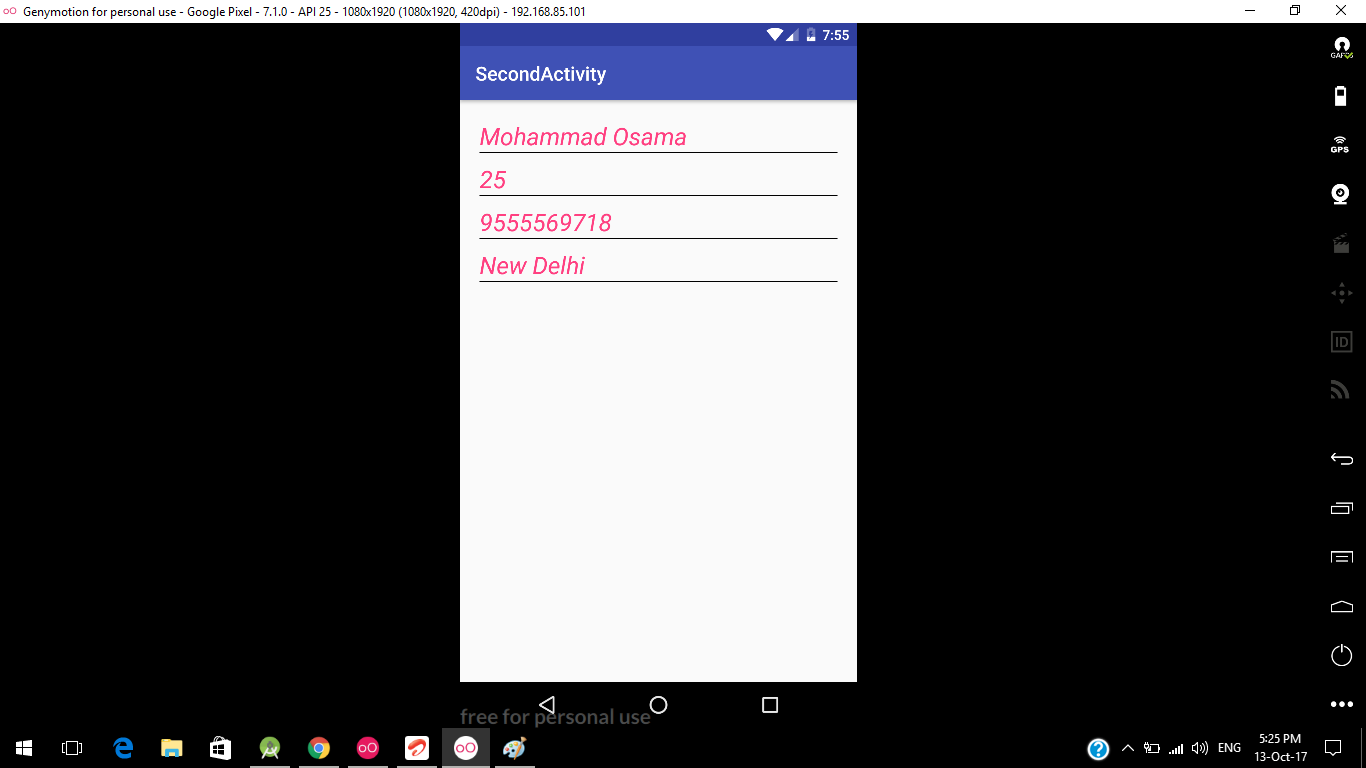 Genymotion for personal use - Google Pixel - 7.1.0 - API 25 - 1080x1920 (1080x1920, 420dpi) - 192.168.85.101
7:55
SecondActivity
Mohammad Osama
25
9555569718
New Delhi
free for personal use
GAPPS
GPS
ID
ENG
5:25 PM
13-Oct-17